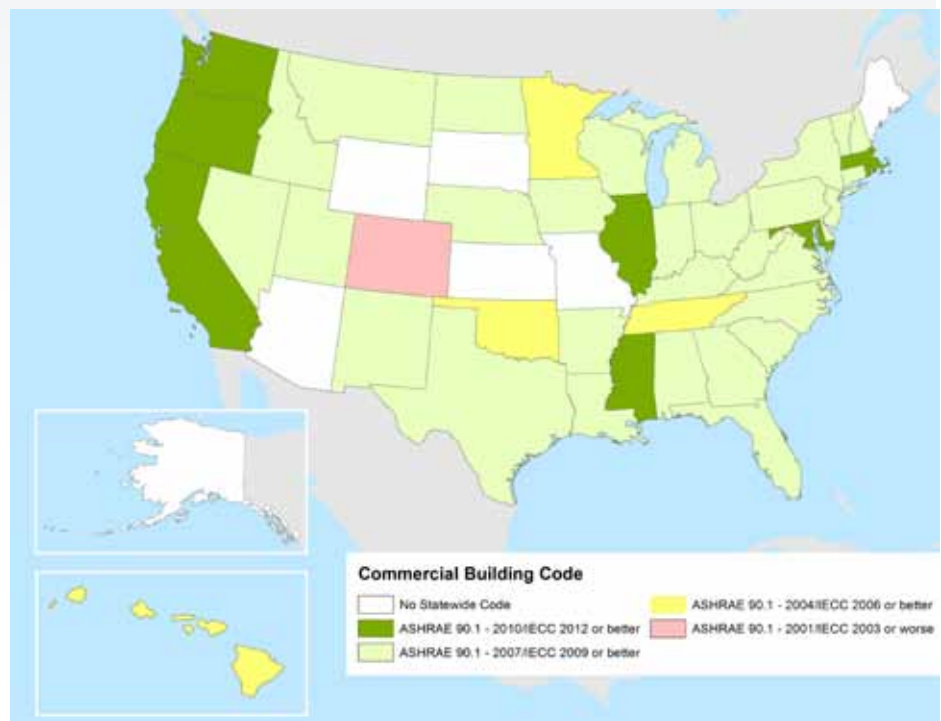 Commercial Building Code
No Statewide Code
ASHRAE 90.1 - 2010/IECC 2012 or better
ASHRAE 90.1 - 2007/IECC 2009 or better
ASHRAE 90.1 - 2004/IECC 2006 or better
ASHRAE 90.1 - 2001/IECC 2003 or worse